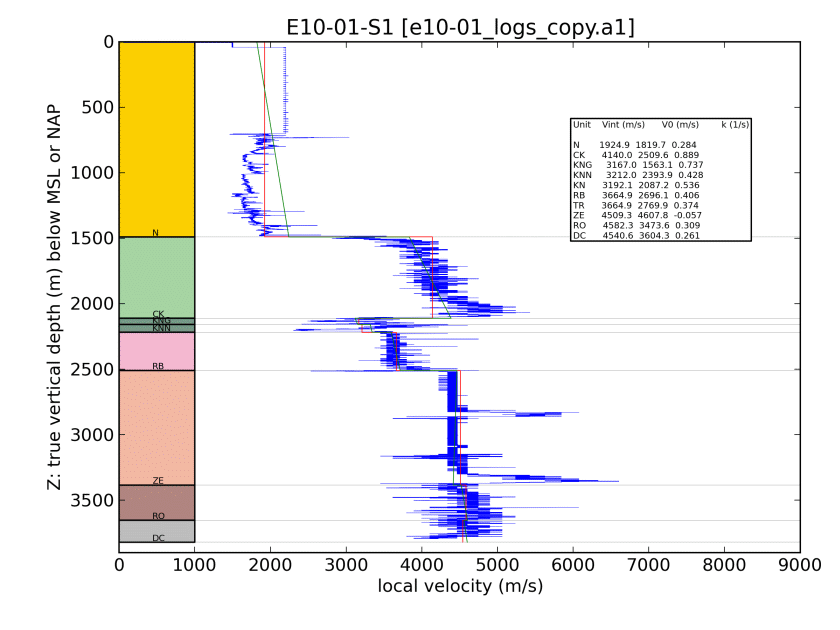 E10-01-S1 [e10-01_logs_copy.a1]
Z: true vertical depth (m) below MSL or NAP
0
500
1000
1500
2000
2500
3000
3500
N
CK
KNG
KNN
RB
ZE
RO
DC
Unit Vint (m/s) V0 (m/s) k (1/s)
N 1924.9 1819.7 0.284
CK 4140.0 2509.6 0.889
KNG 3167.0 1563.1 0.737
KNN 3212.0 2393.9 0.428
KN 3192.1 2087.2 0.536
RB 3664.9 2696.1 0.406
TR 3664.9 2769.9 0.374
ZE 4509.3 4607.8 -0.057
RO 4582.3 3473.6 0.309
DC 4540.6 3604.3 0.261
0 1000 2000 3000 4000 5000 6000 7000 8000 9000
local velocity (m/s)